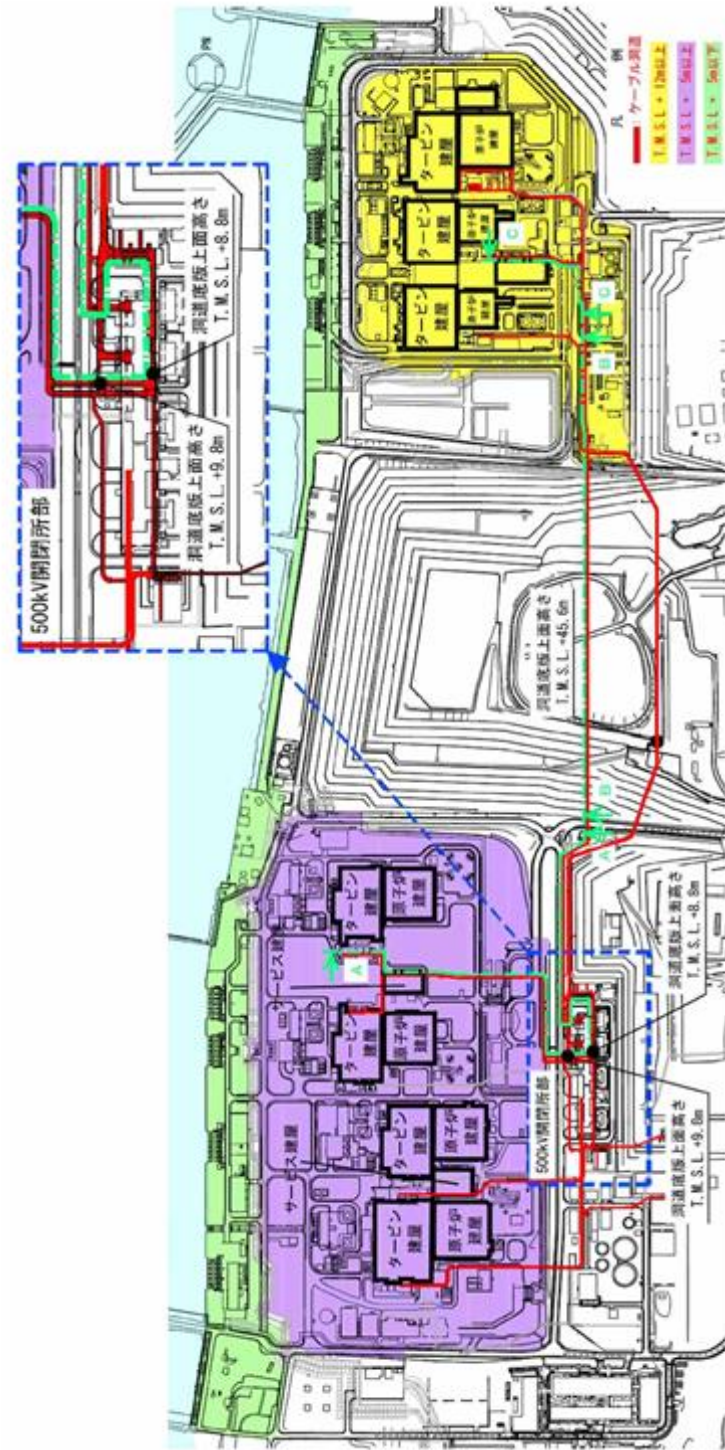 500kV開閉所部
洞道底版上面高さ
T.M.S.L.+9.8m
洞道底版上面高さ
T.M.S.L.+8.8m
凡 例
ケーブル洞道
T.M.S.L + 12m以上
T.M.S.L + 5m以上
T.M.S.L + 5m以下
サービス建屋
タービン
建屋
原子炉
建屋
タービン
建屋
原子炉
建屋
サービス建屋
タービン
建屋
原子炉
建屋
タービン
建屋
原子炉
建屋
A
タービン
建屋
原子炉
建屋
タービン
建屋
原子炉
建屋
タービン
建屋
原子炉
建屋
C
500kV開閉所部
A
B
B
C
洞道底版上面高さ
T.M.S.L.+45.6m
洞道底版上面高さ
T.M.S.L.+9.8m
洞道底版上面高さ
T.M.S.L.+8.8m